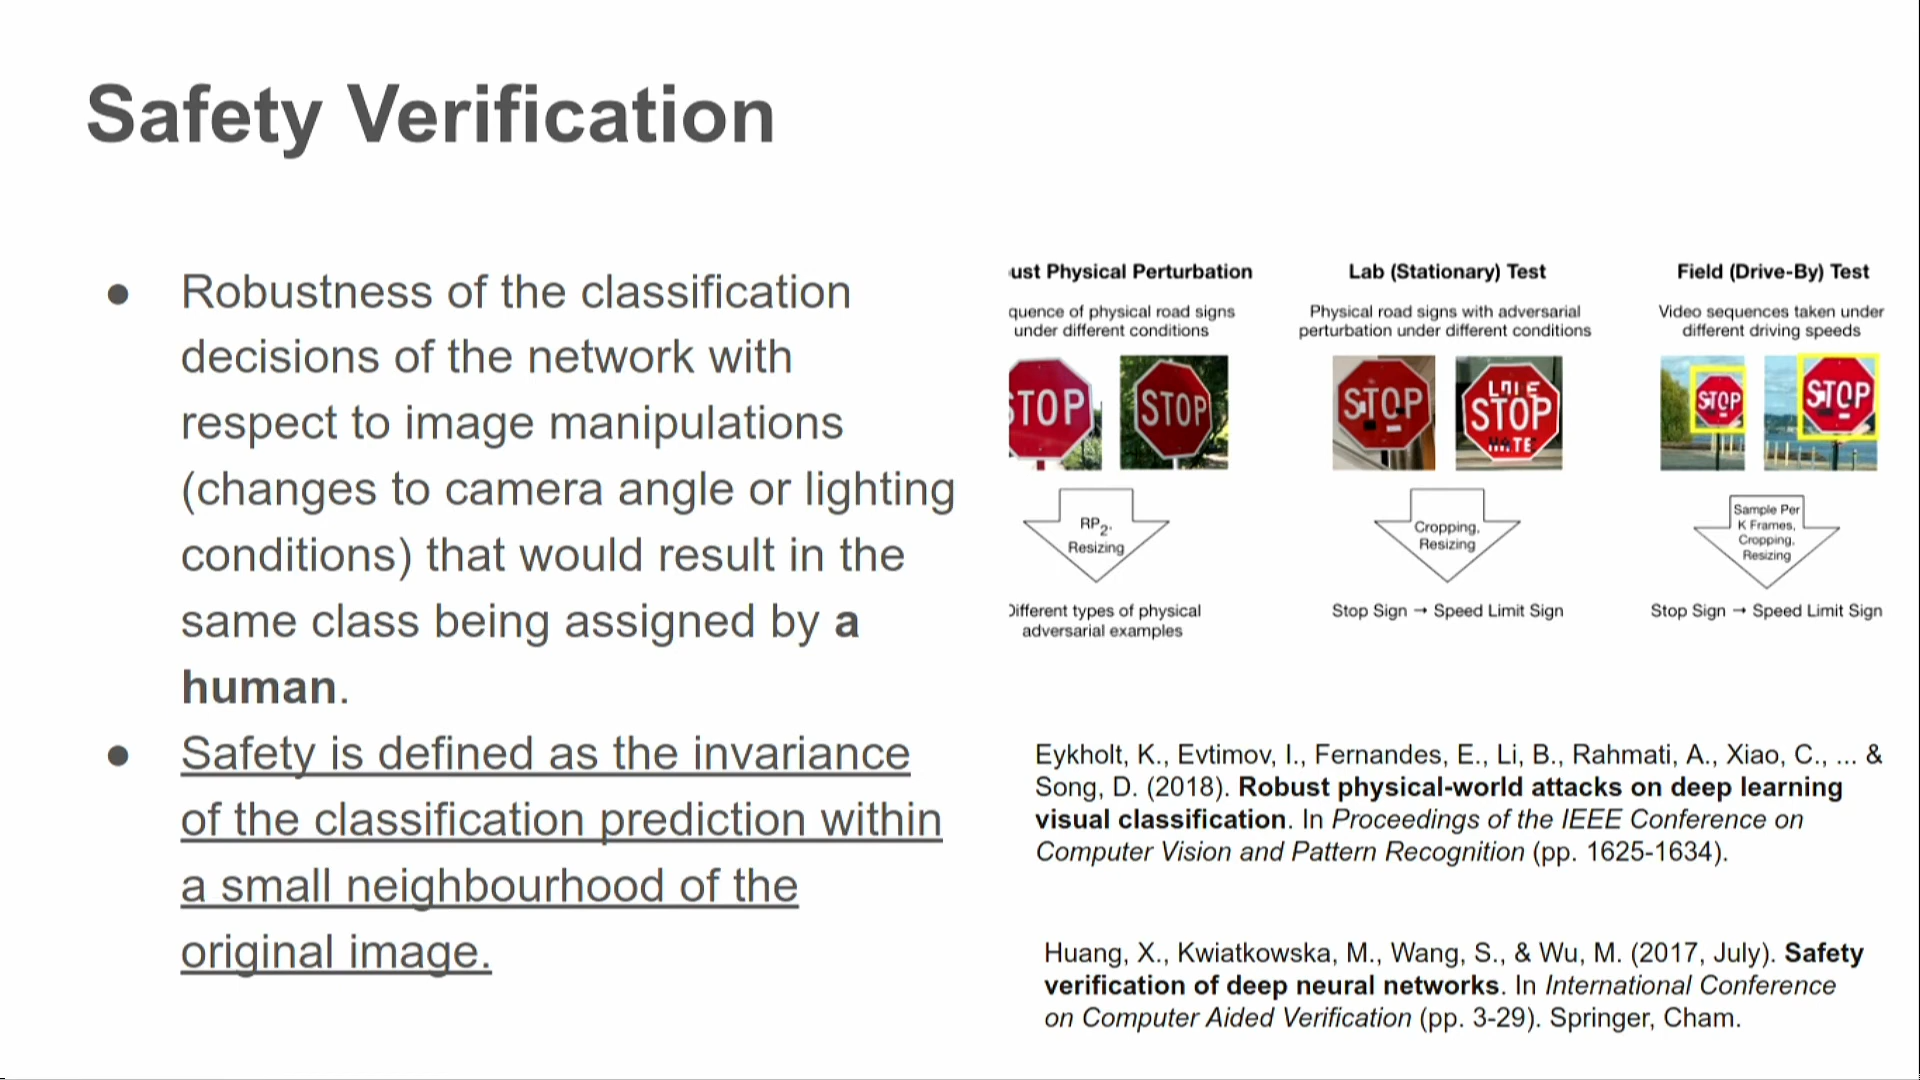 Safety Verification
● Robustness of the classification
decisions of the network with
respect to image manipulations
(changes to camera angle or lighting
conditions) that would result in the
same class being assigned by a
human.
● Safety is defined as the invariance
of the classification prediction within
a small neighbourhood of the
original image.
ust Physical Perturbation
quence of physical road signs
under different conditions
STOP
STOP
RP2,
Resizing
Different types of physical
adversarial examples
Lab (Stationary) Test
Physical road signs with adversarial
perturbation under different conditions
STOP
STOP
Cropping,
Resizing
Stop Sign → Speed Limit Sign
Field (Drive-By) Test
Video sequences taken under
different driving speeds
STOP
STOP
Sample Per
K Frames,
Cropping,
Resizing
Stop Sign → Speed Limit Sign
Eykholt, K., Evtimov, I., Fernandes, E., Li, B., Rahmati, A., Xiao, C., ... &
Song, D. (2018). Robust physical-world attacks on deep learning
visual classification. In Proceedings of the IEEE Conference on
Computer Vision and Pattern Recognition (pp. 1625-1634).
Huang, X., Kwiatkowska, M., Wang, S., & Wu, M. (2017, July). Safety
verification of deep neural networks. In International Conference
on Computer Aided Verification (pp. 3-29). Springer, Cham.